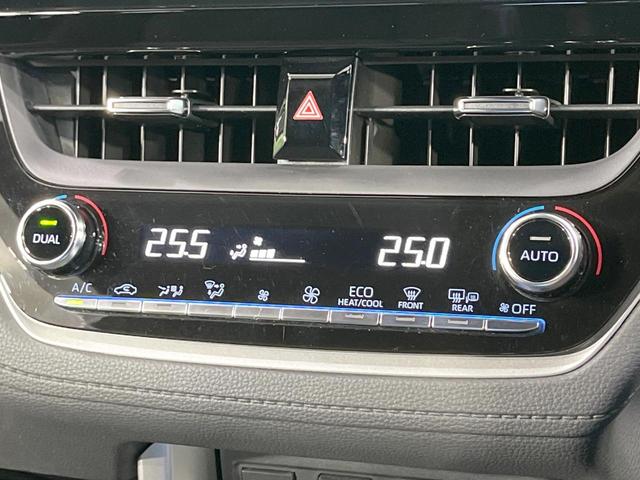 DUAL
25.5
25.0
AUTO
A/C
ECO
HEAT/COOL
FRONT
REAR
OFF